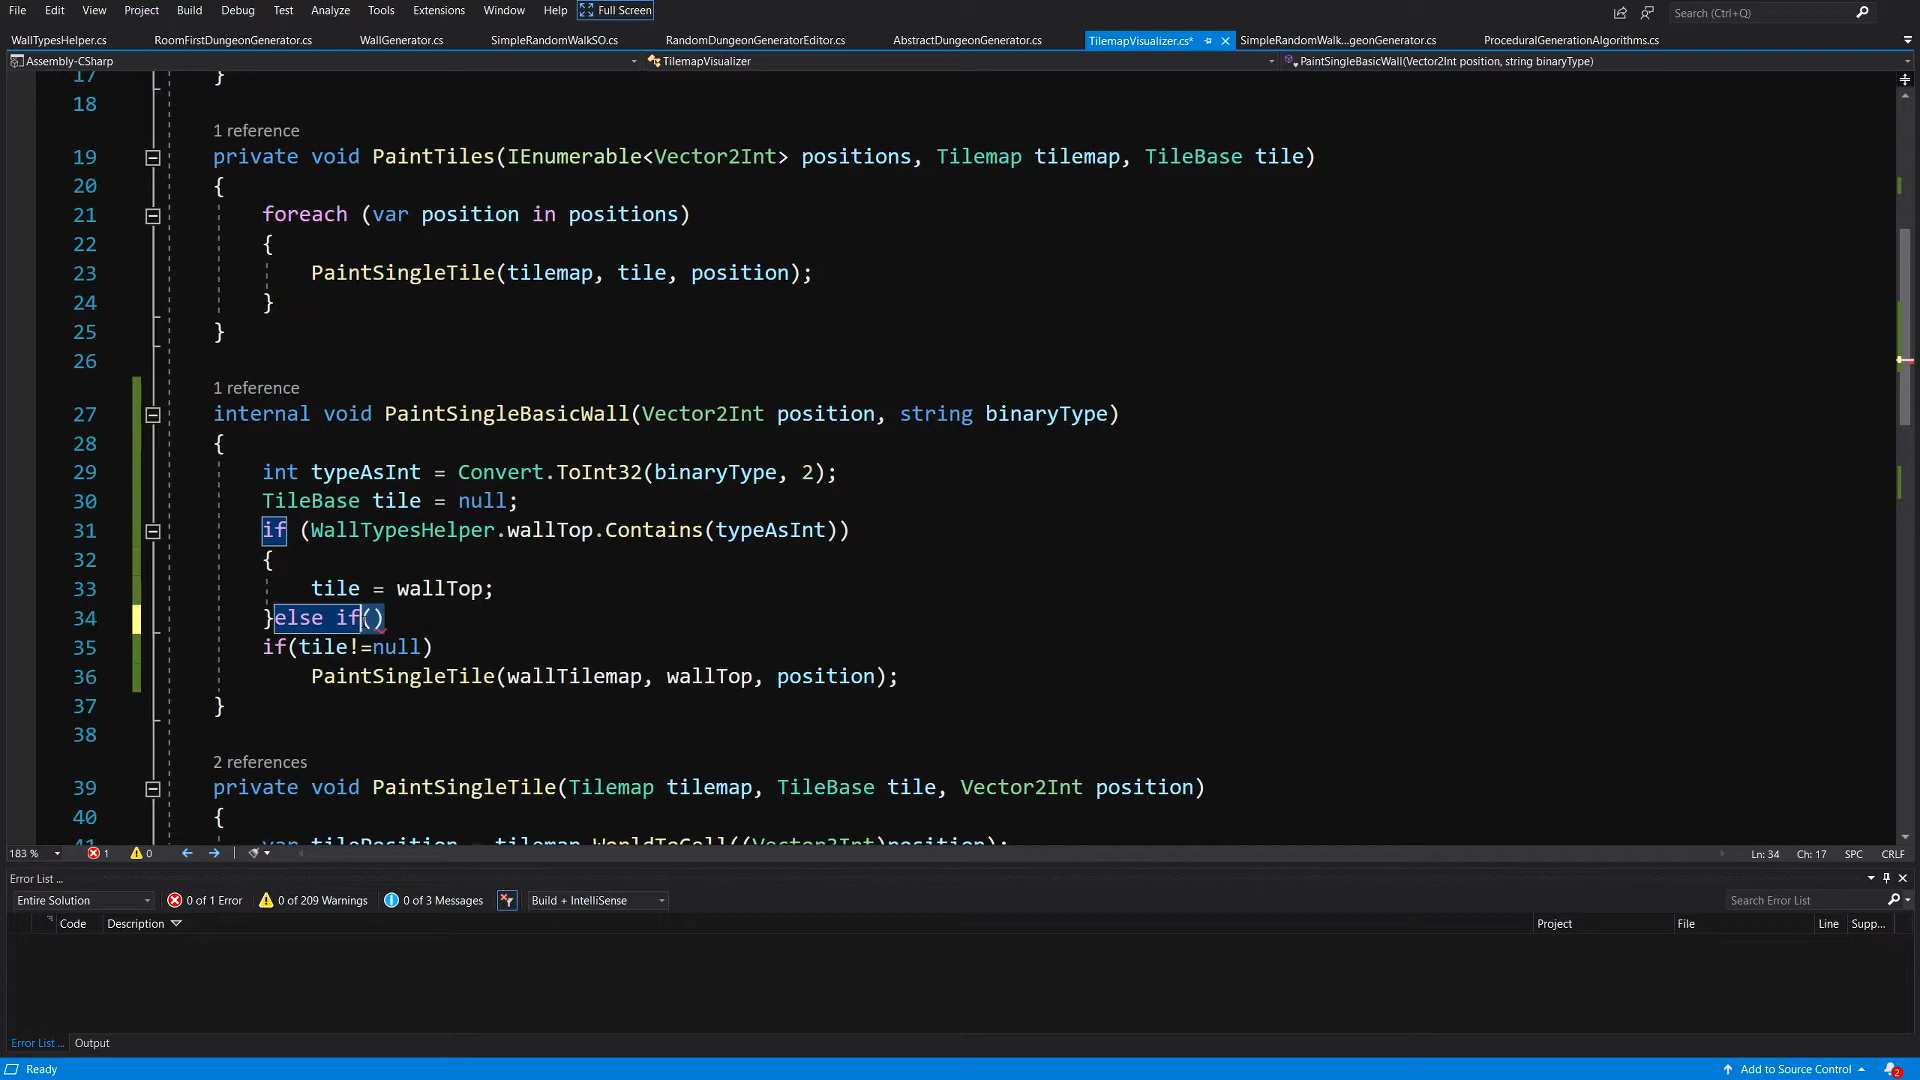 File Edit View Project Build Debug Test Analyze Tools Extensions Window Help Full Screen Search (Ctrl+Q)
WallTypesHelper.cs RoomFirstDungeonGenerator.cs WallGenerator.cs SimpleRandomWalkSO.cs RandomDungeonGeneratorEditor.cs AbstractDungeonGenerator.cs TilemapVisualizer.cs* SimpleRandomWalk...geonGenerator.cs ProceduralGenerationAlgorithms.cs
Assembly-CSharp TilemapVisualizer PaintSingleBasicWall(Vector2Int position, string binaryType)
17 }
18
1 reference
19 private void PaintTiles(IEnumerable<Vector2Int> positions, Tilemap tilemap, TileBase tile)
20 {
21 foreach (var position in positions)
22 {
23 PaintSingleTile(tilemap, tile, position);
24 }
25 }
26
1 reference
27 internal void PaintSingleBasicWall(Vector2Int position, string binaryType)
28 {
29 int typeAsInt = Convert.ToInt32(binaryType, 2);
30 TileBase tile = null;
31 if (WallTypesHelper.wallTop.Contains(typeAsInt))
32 {
33 tile = wallTop;
34 }else if()
35 if(tile!=null)
36 PaintSingleTile(wallTilemap, wallTop, position);
37 }
38
2 references
39 private void PaintSingleTile(Tilemap tilemap, TileBase tile, Vector2Int position)
40 {
41 var tilePosition = tilemap.WorldToCell((Vector3Int)position);
183 % 1 0 Ln: 34 Ch: 17 SPC CRLF
Error List ...
Entire Solution 0 of 1 Error 0 of 209 Warnings 0 of 3 Messages Build + IntelliSense Search Error List
Code Description Project File Line Supp...
Error List ... Output
Ready Add to Source Control 2